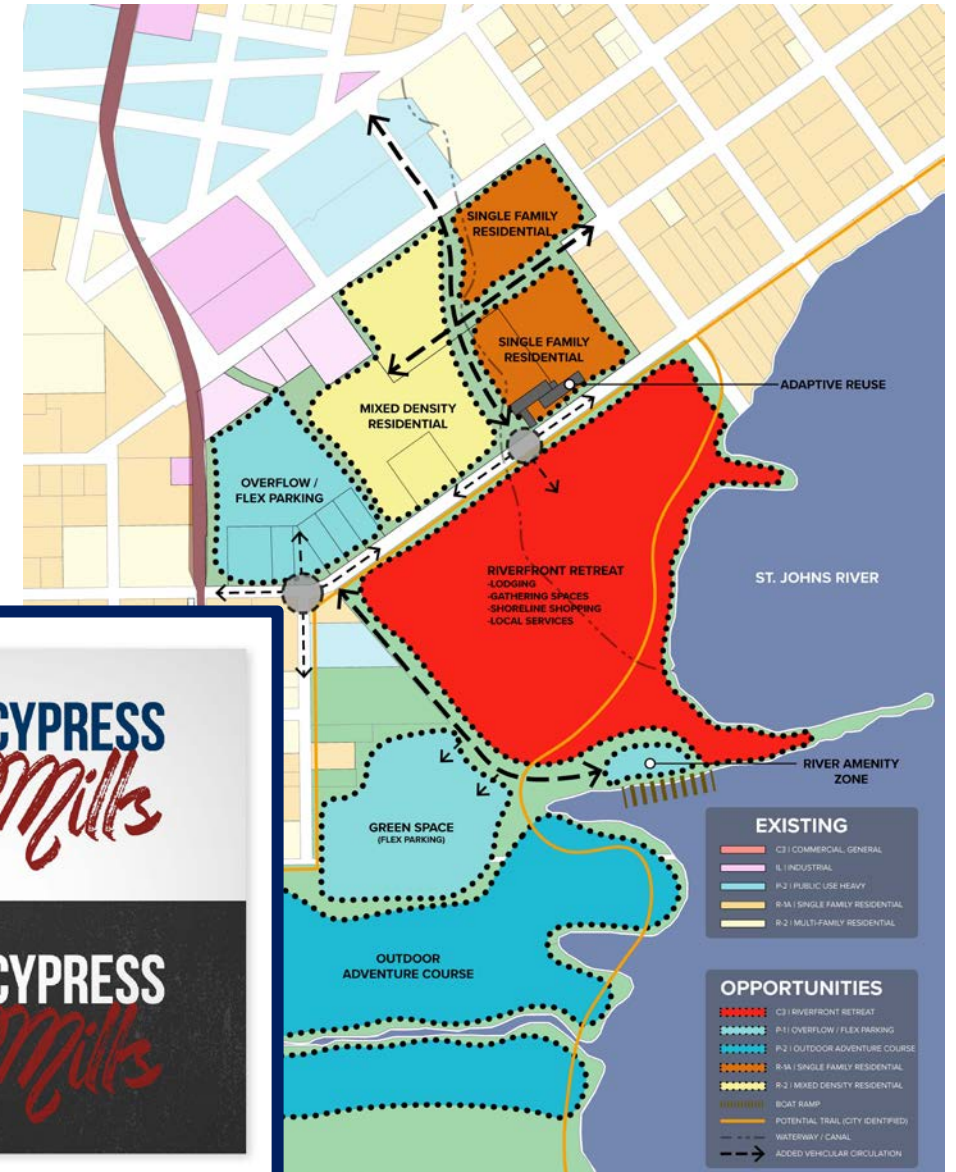 SINGLE FAMILY
RESIDENTIAL
SINGLE FAMILY
RESIDENTIAL
ADAPTIVE REUSE
MIXED DENSITY
RESIDENTIAL
OVERFLOW /
FLEX PARKING
RIVERFRONT RETREAT
-LODGING
-GATHERING SPACES
-SHORELINE SHOPPING
-LOCAL SERVICES
ST. JOHNS RIVER
RIVER AMENITY
ZONE
GREEN SPACE
(FLEX PARKING)
OUTDOOR
ADVENTURE COURSE
CYPRESS
Mills
CYPRESS
Mills
EXISTING
C3 | COMMERCIAL, GENERAL
IL | INDUSTRIAL
P-2 | PUBLIC USE HEAVY
R-1A | SINGLE FAMILY RESIDENTIAL
R-2 | MULTI-FAMILY RESIDENTIAL
OPPORTUNITIES
C3 | RIVERFRONT RETREAT
P-1 | OVERFLOW / FLEX PARKING
P-2 | OUTDOOR ADVENTURE COURSE
R-1A | SINGLE FAMILY RESIDENTIAL
R-2 | MIXED DENSITY RESIDENTIAL
BOAT RAMP
POTENTIAL TRAIL (CITY IDENTIFIED)
WATERWAY / CANAL
ADDED VEHICULAR CIRCULATION